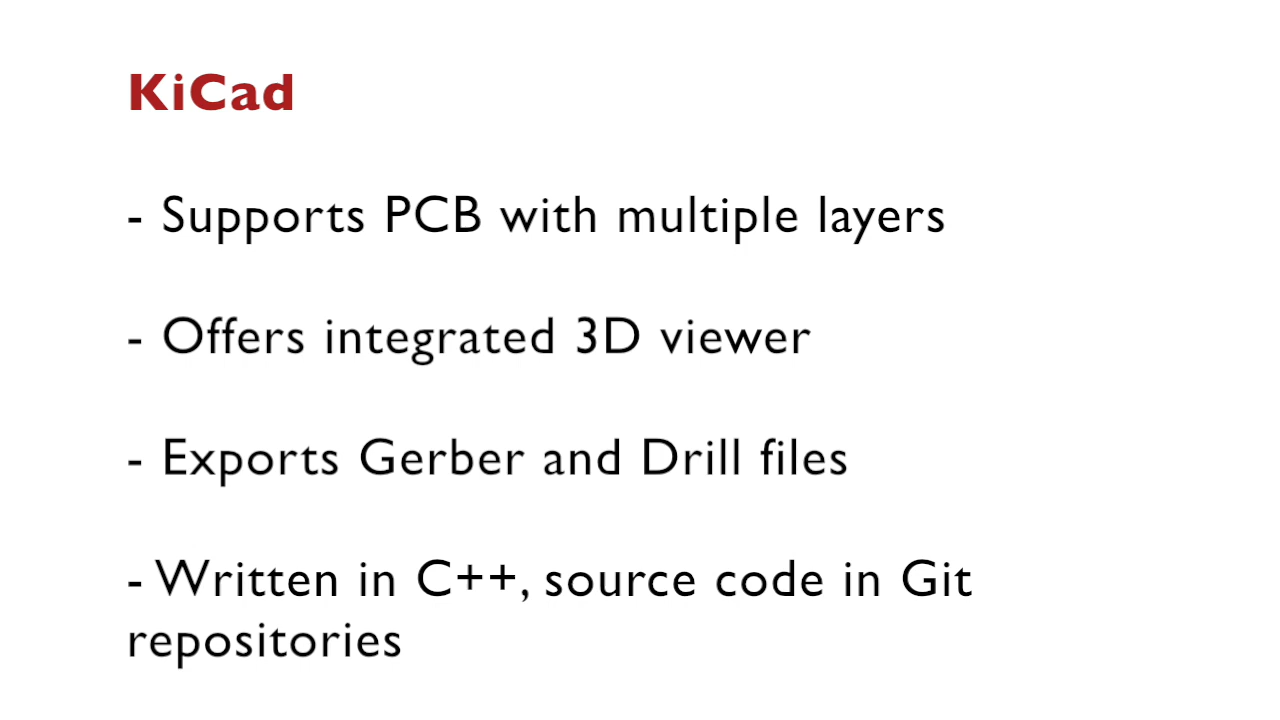 KiCad
- Supports PCB with multiple layers
- Offers integrated 3D viewer
- Exports Gerber and Drill files
- Written in C++, source code in Git
repositories